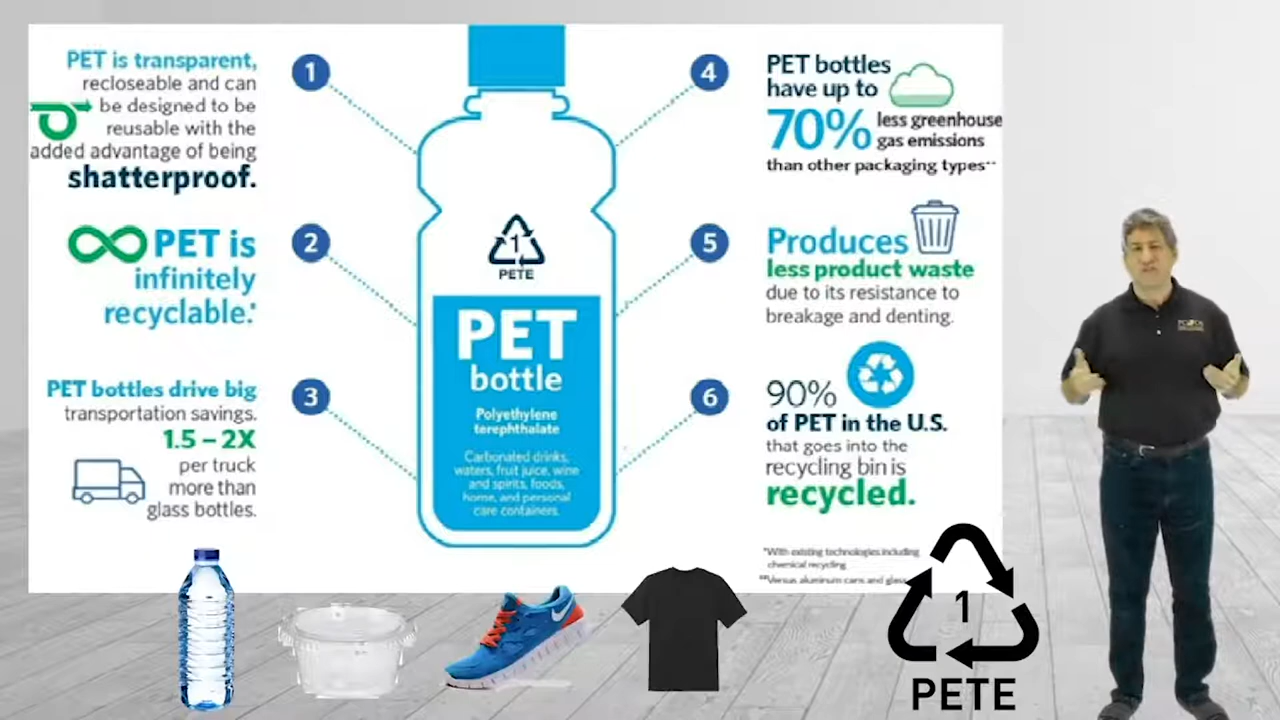 PET is transparent,
recloseable and can
be designed to be
reusable with the
added advantage of being
shatterproof.
1
PET is
infinitely
recyclable.*
2
PET bottles drive big
transportation savings.
1.5 – 2X
per truck
more than
glass bottles.
3
1
PETE
PET
bottle
Polyethylene
terephthalate
Carbonated drinks,
waters, fruit juice, wine
and spirits, foods,
home, and personal
care containers.
4
PET bottles
have up to
70% less greenhouse
gas emissions
than other packaging types**
5
Produces
less product waste
due to its resistance to
breakage and denting.
6
90%
of PET in the U.S.
that goes into the
recycling bin is
recycled.
*With existing technologies including
chemical recycling
**Versus aluminum cans and glass
1
PETE